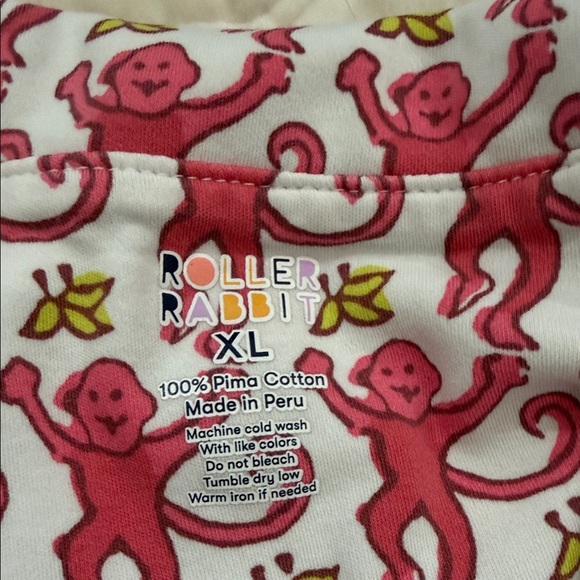 ROLLER
RABBIT
XL
100% Pima Cotton
Made in Peru
Machine cold wash
With like colors
Do not bleach
Tumble dry low
Warm iron if needed